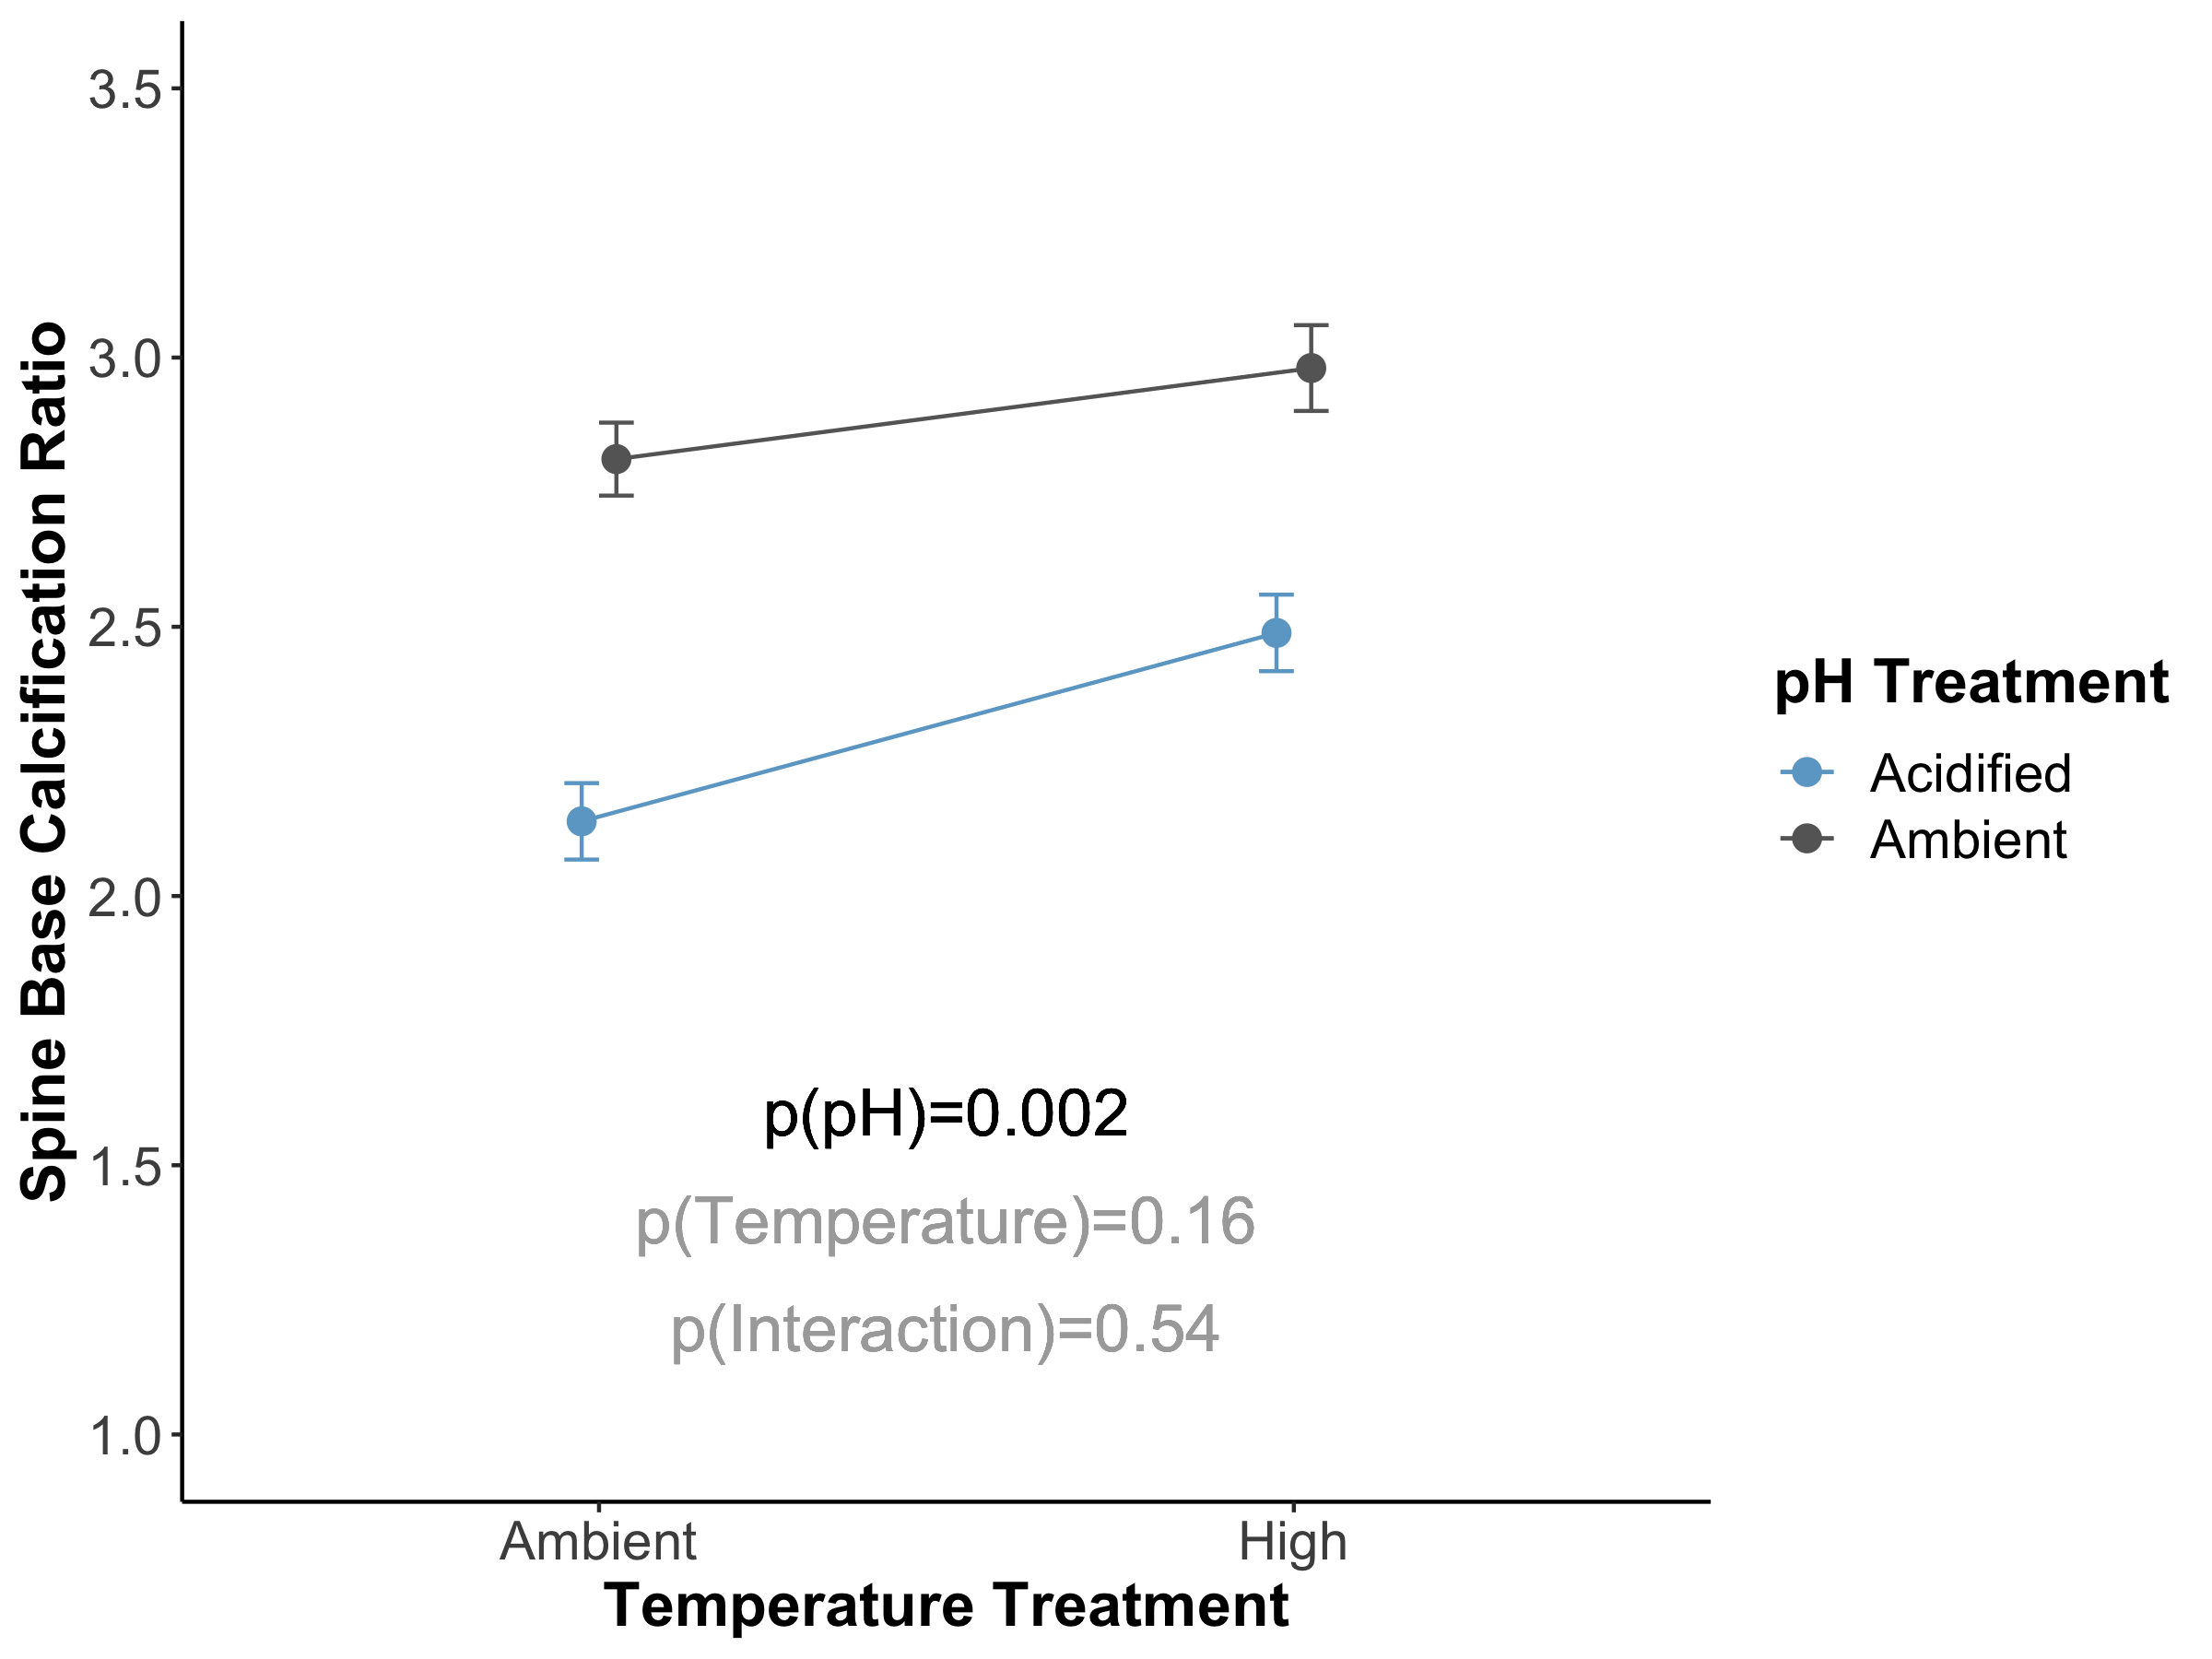 Spine Base Calcification Ratio
3.5
3.0
2.5
2.0
1.5
1.0
p(pH)=0.002
p(Temperature)=0.16
p(Interaction)=0.54
Ambient High
Temperature Treatment
pH Treatment
Acidified
Ambient